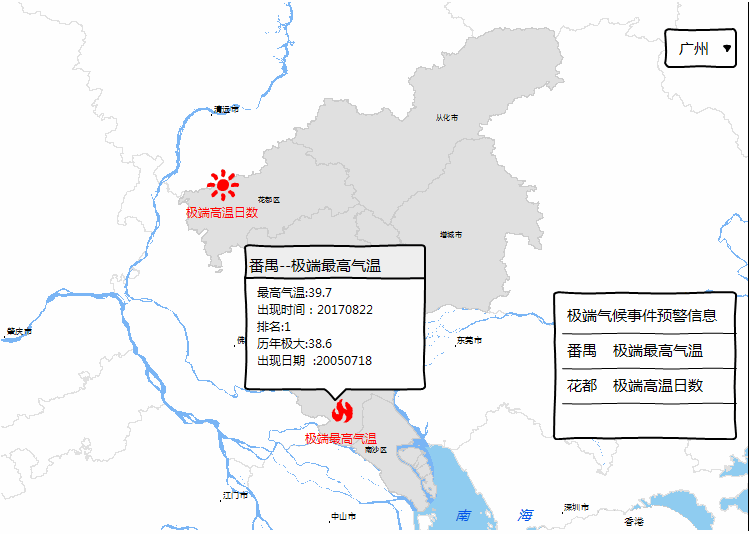 广州
清远市
从化市
花都区
极端高温日数
增城市
番禺--极端最高气温
最高气温:39.7
出现时间：20170822
排名:1
历年极大:38.6
出现日期 :20050718
极端气候事件预警信息
番禺 极端最高气温
花都 极端高温日数
肇庆市
佛
东莞市
极端最高气温
南沙区
江门市
中山市
南 海
深圳市
香港